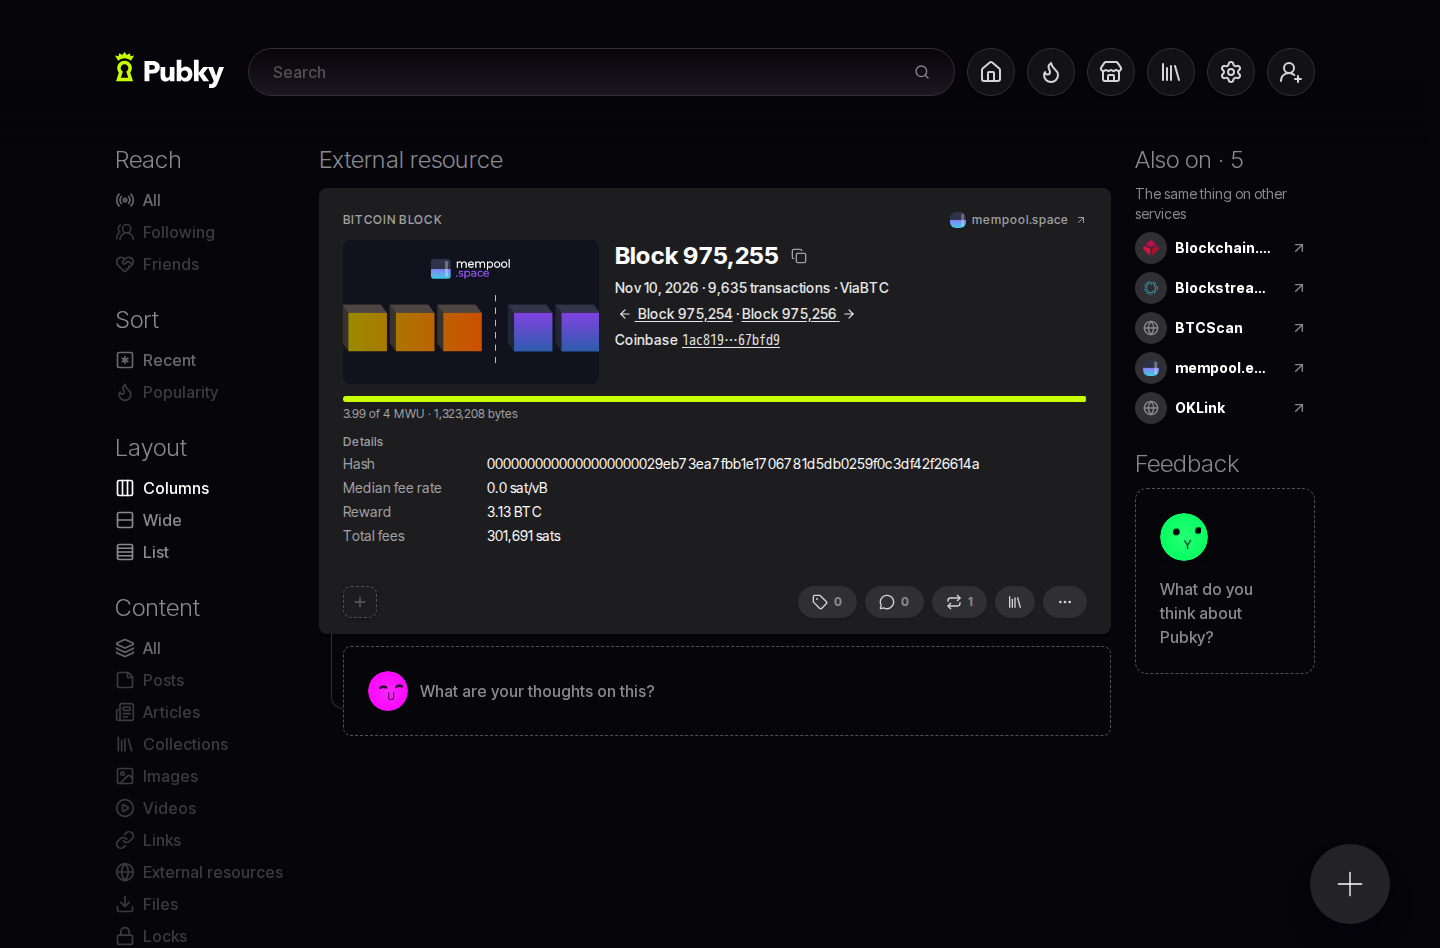 Pubky
Search
Reach
All
Following
Friends
Sort
Recent
Popularity
Layout
Columns
Wide
List
Content
All
Posts
Articles
Collections
Images
Videos
Links
External resources
Files
Locks
External resource
BITCOIN BLOCK
mempool.space
mempool
.space
Block 975,255
Nov 10, 2026 · 9,635 transactions · ViaBTC
← Block 975,254 · Block 975,256 →
Coinbase 1ac819···67bfd9
3.99 of 4 MWU · 1,323,208 bytes
Details
Hash 0000000000000000000029eb73ea7fbb1e1706781d5db0259f0c3df42f26614a
Median fee rate 0.0 sat/vB
Reward 3.13 BTC
Total fees 301,691 sats
0 0 1
What are your thoughts on this?
Also on · 5
The same thing on other
services
Blockchain....
Blockstrea...
BTCScan
mempool.e...
OKLink
Feedback
What do you
think about
Pubky?